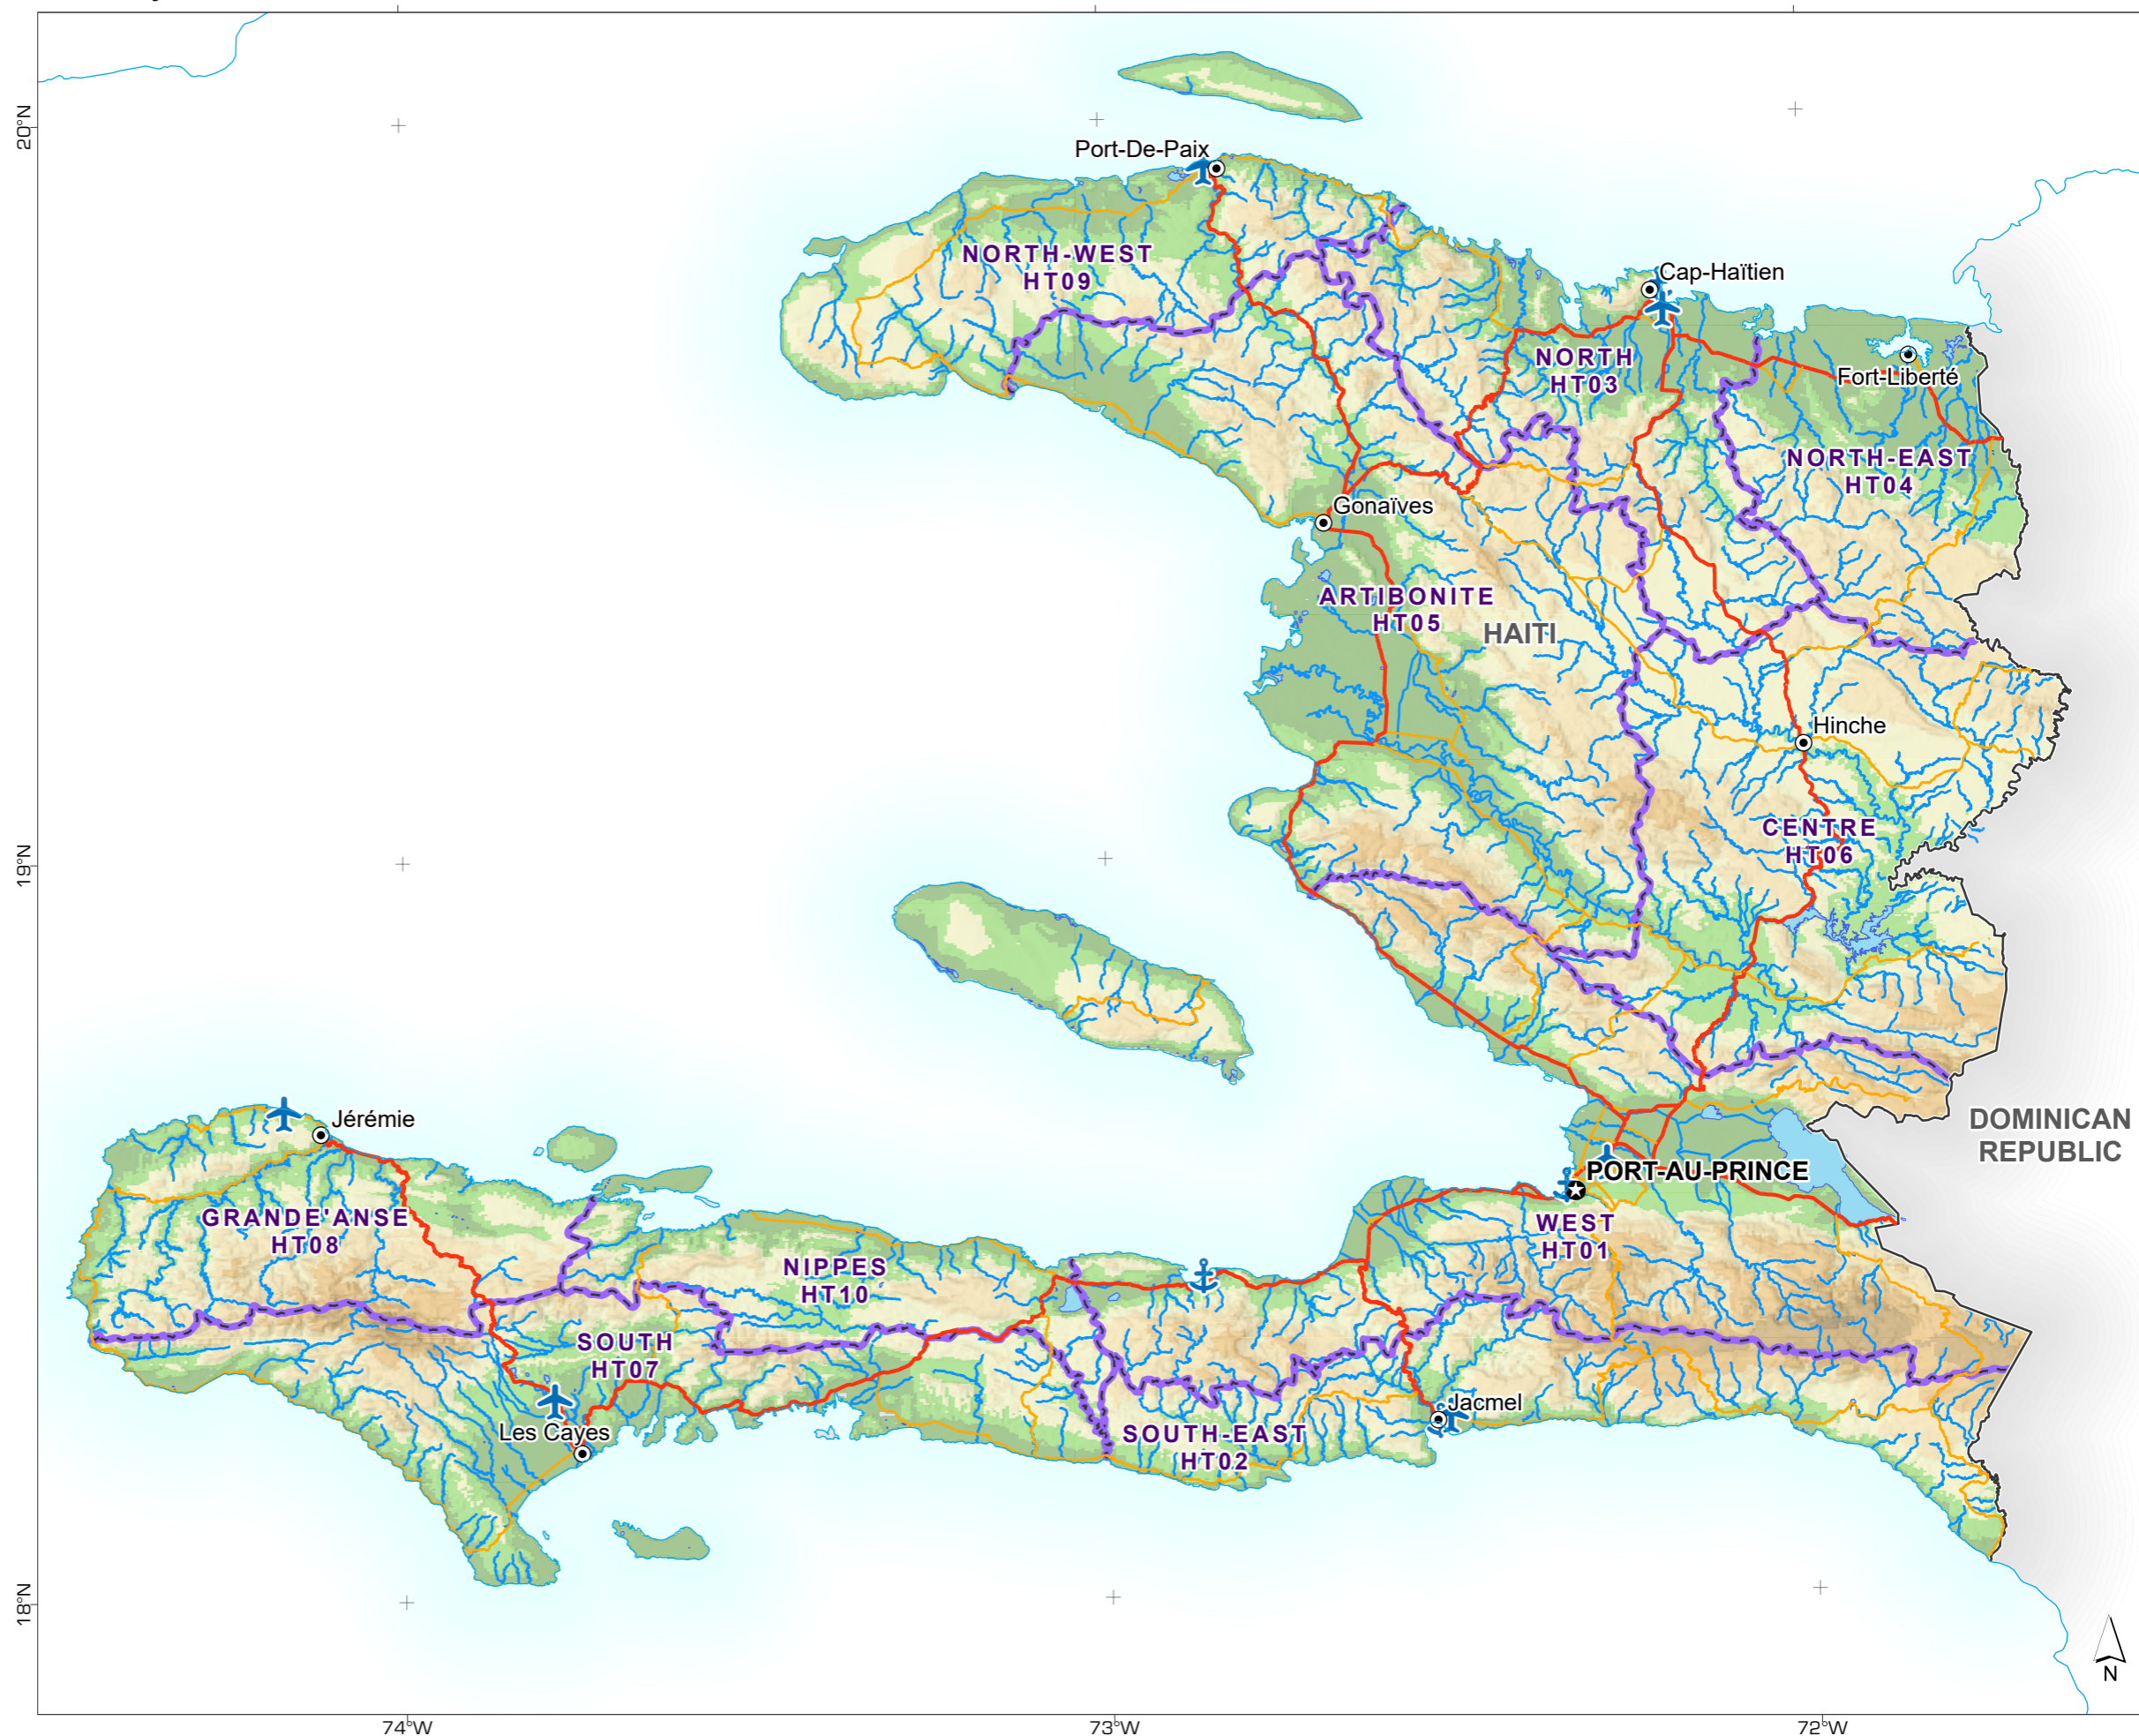 20°N
Port-De-Paix
NORTH-WEST
HT09
Cap-Haïtien
NORTH
HT03
Fort-Liberté
NORTH-EAST
HT04
Gonaïves
ARTIBONITE
HT05
HAITI
Hinche
CENTRE
HT06
19°N
Jérémie
DOMINICAN
REPUBLIC
PORT-AU-PRINCE
GRANDE'ANSE
HT08
WEST
HT01
NIPPES
HT10
SOUTH
HT07
Jacmel
Les Cayes
SOUTH-EAST
HT02
18°N
N
74°W
73°W
72°W